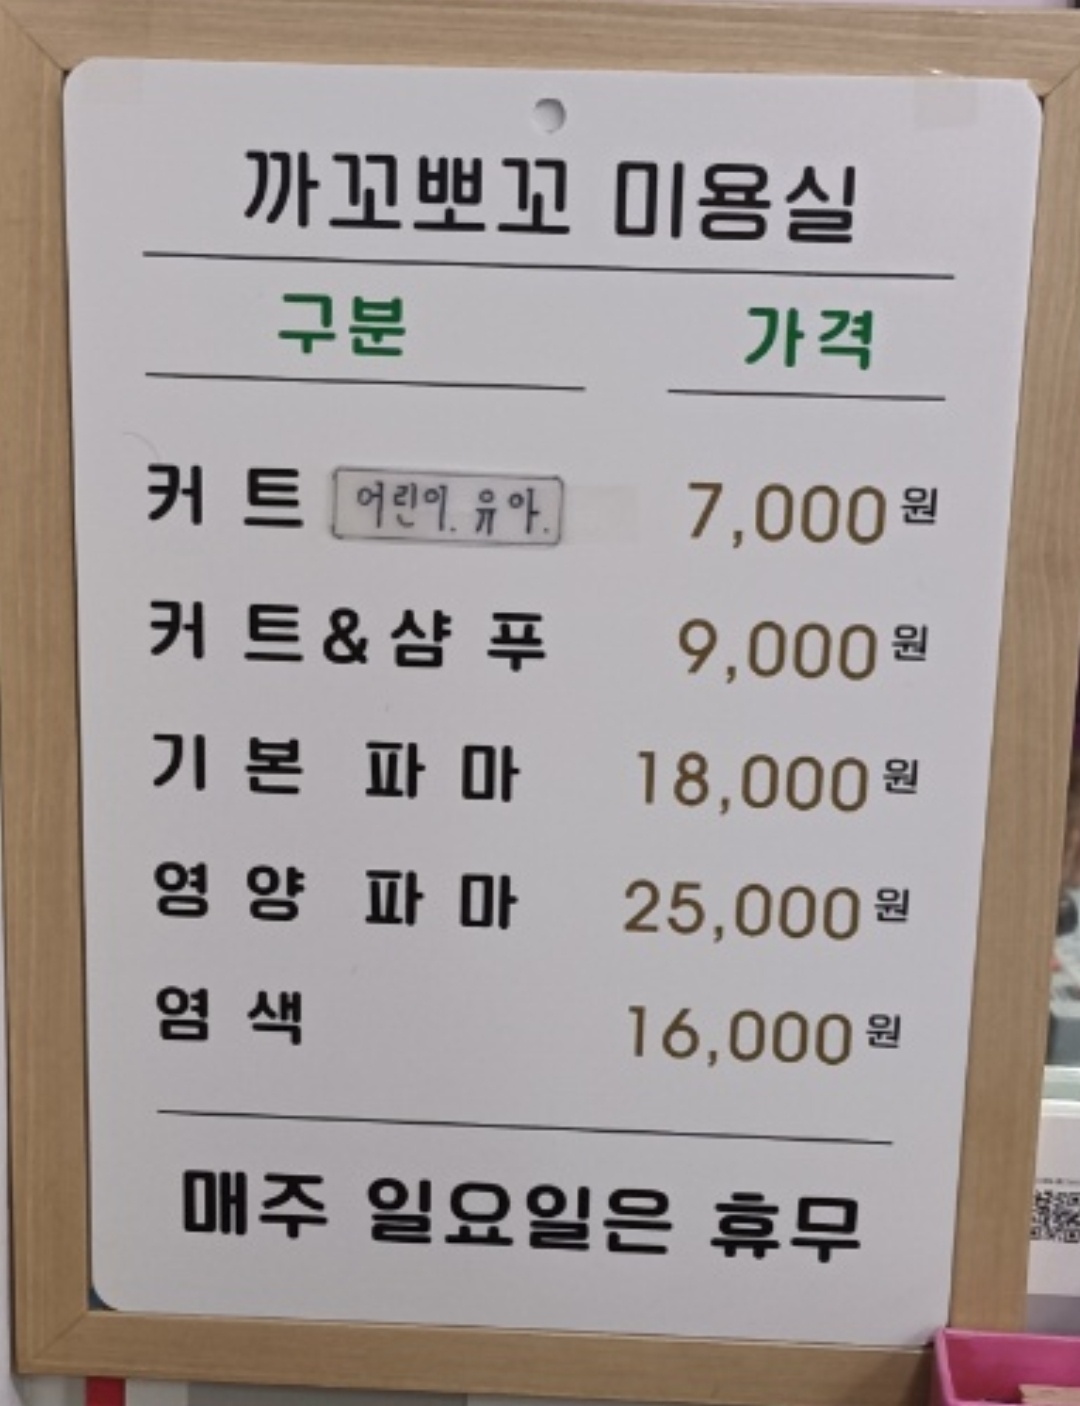 까꼬뽀꼬 미용실
구분 가격
커트 어린이. 유아. 7,000원
커트&샴푸 9,000원
기본 파마 18,000원
영양 파마 25,000원
염색 16,000원
매주 일요일은 휴무